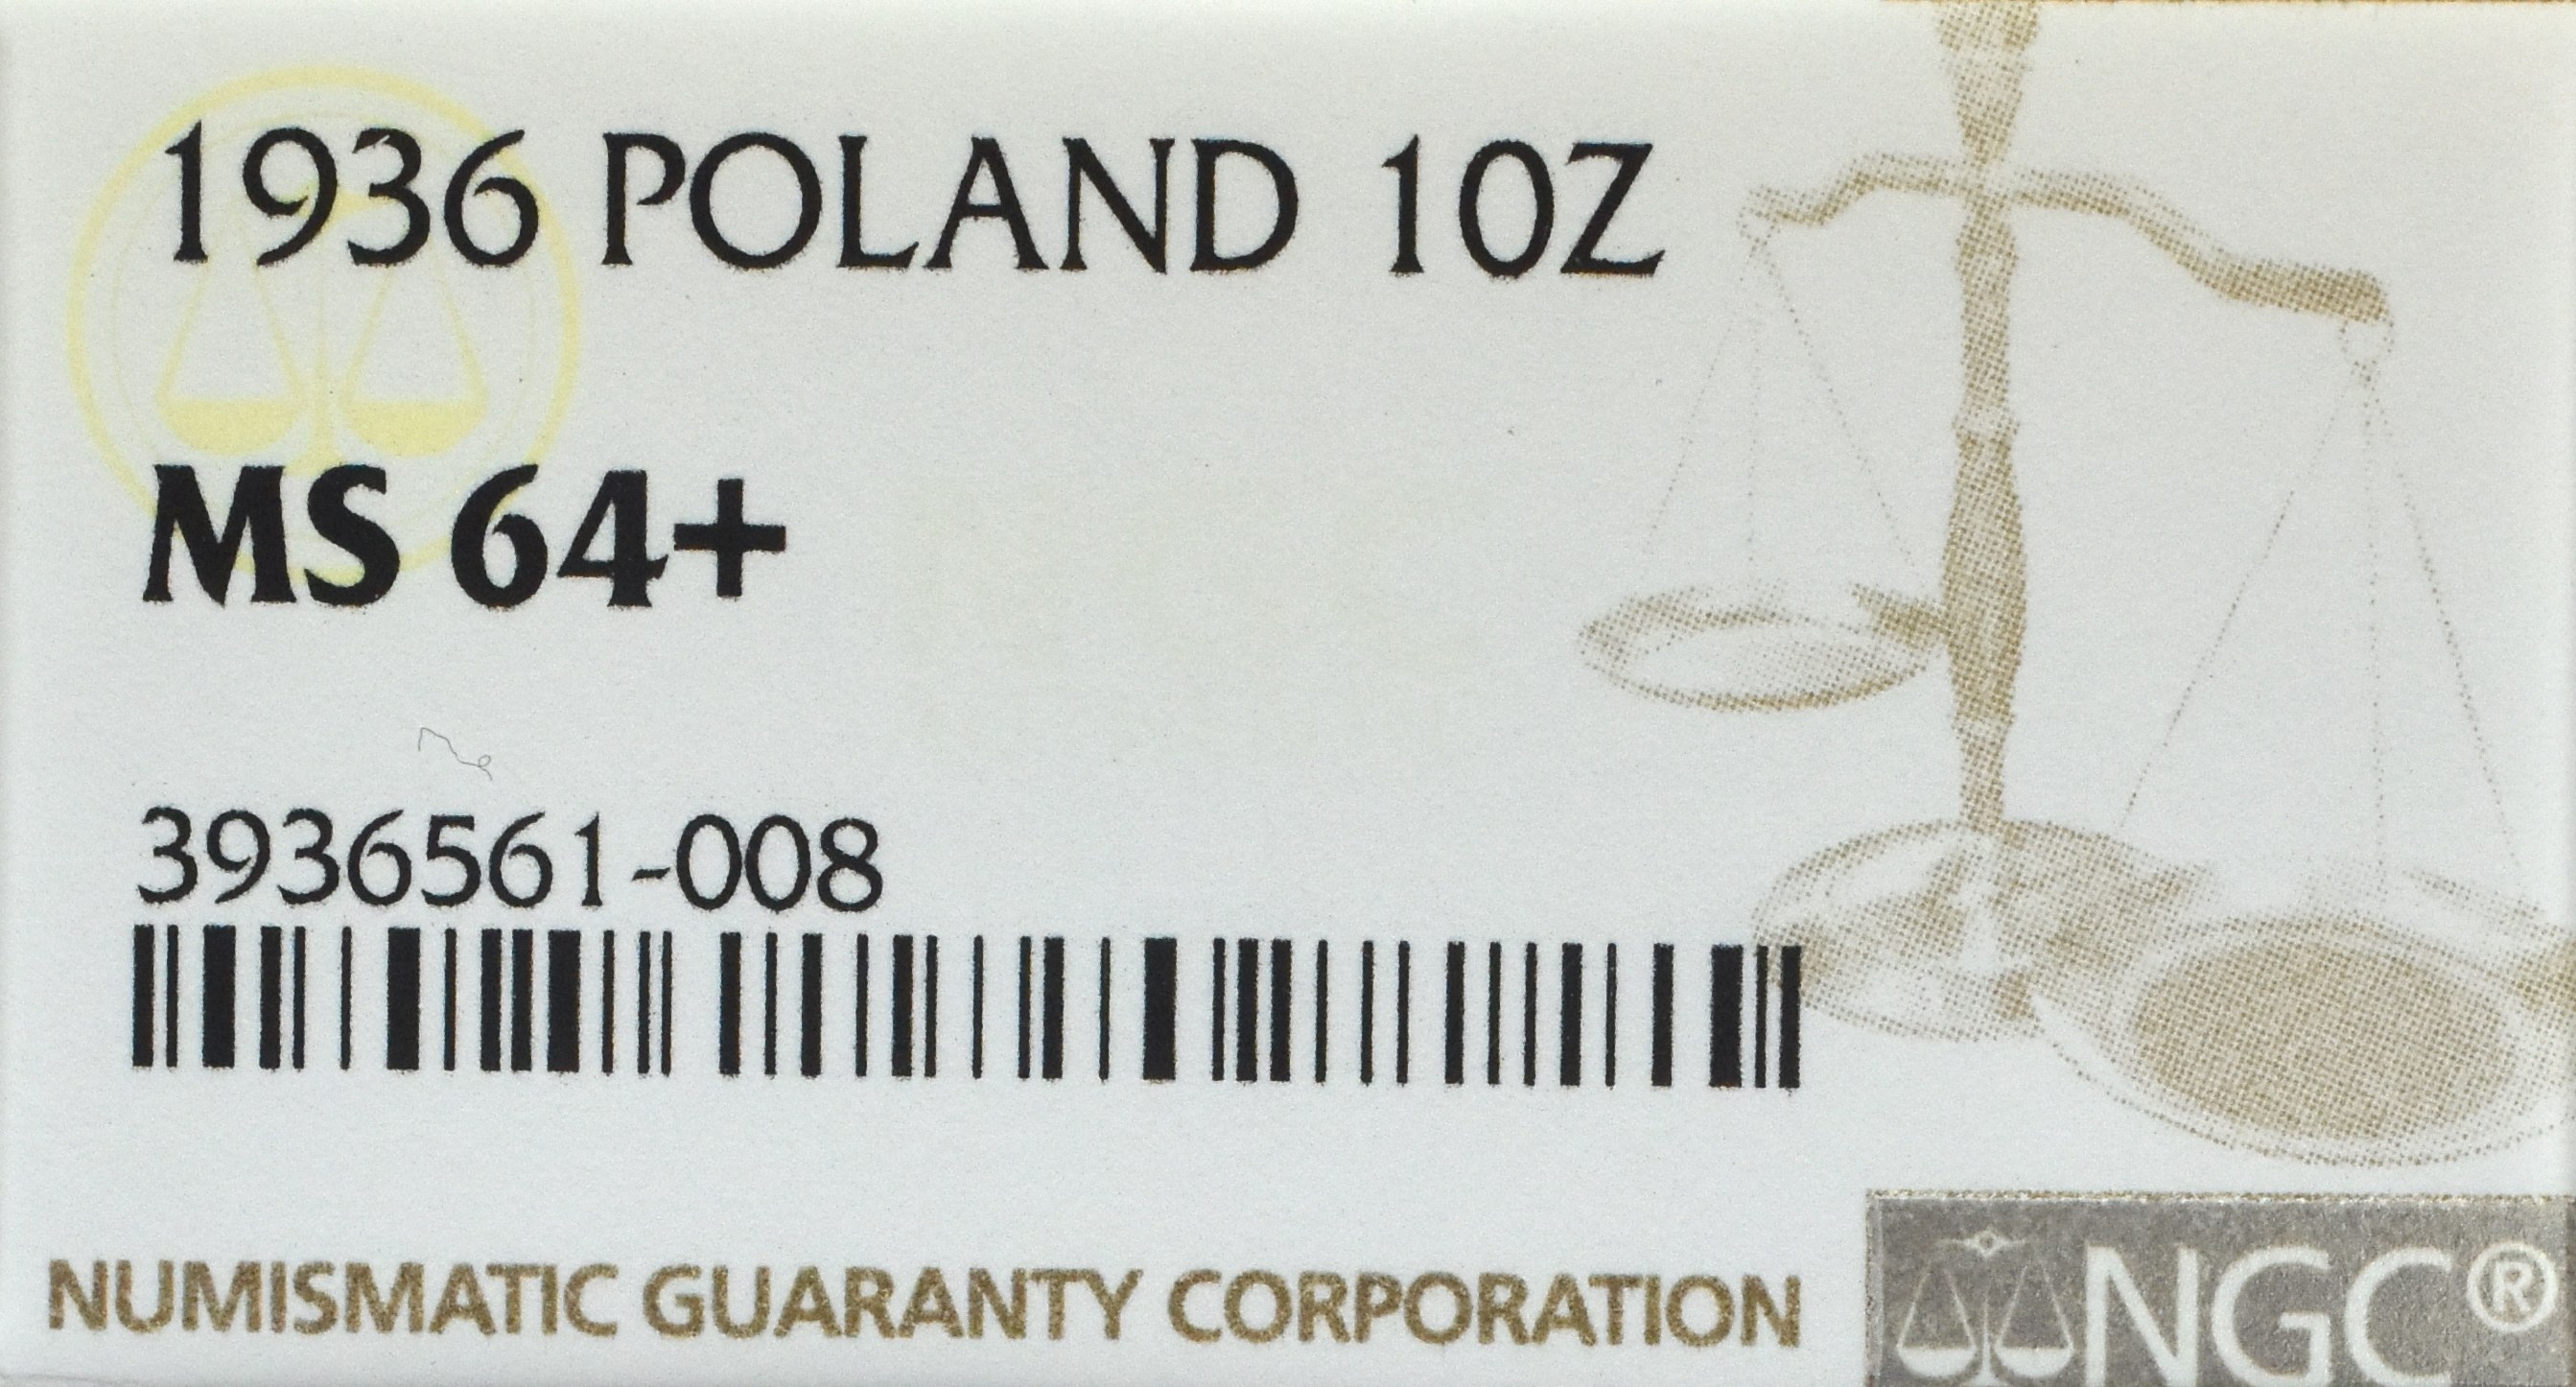 1936 POLAND 10Z
MS 64+
3936561-008
NUMISMATIC GUARANTY CORPORATION
NGC®